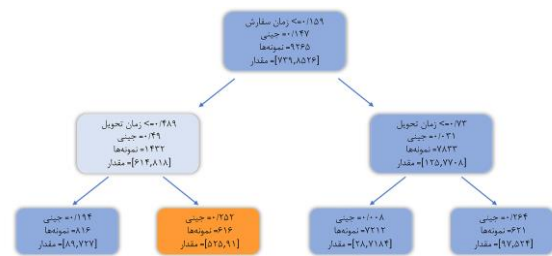 ۰/۱۵۹=> زمان سفارش
۰/۱۴۷= جینی
۹۲۶۵= نمونه‌ها
[۷۳۹,۸۵۲۶]= مقدار
۰/۴۸۹=> زمان تحویل
۰/۴۹= جینی
۱۴۳۲= نمونه‌ها
[۶۱۴,۸۱۸]= مقدار
۰/۷۳=> زمان تحویل
۰/۰۳۱= جینی
۷۸۳۳= نمونه‌ها
[۱۲۵,۷۷۰۸]= مقدار
۰/۱۹۴= جینی
۸۱۶= نمونه‌ها
[۸۹,۷۲۷]= مقدار
۰/۲۵۲= جینی
۶۱۶= نمونه‌ها
[۵۲۵,۹۱]= مقدار
۰/۰۰۸= جینی
۷۲۱۲= نمونه‌ها
[۲۸,۷۱۸۴]= مقدار
۰/۲۶۴= جینی
۶۲۱= نمونه‌ها
[۹۷,۵۲۴]= مقدار